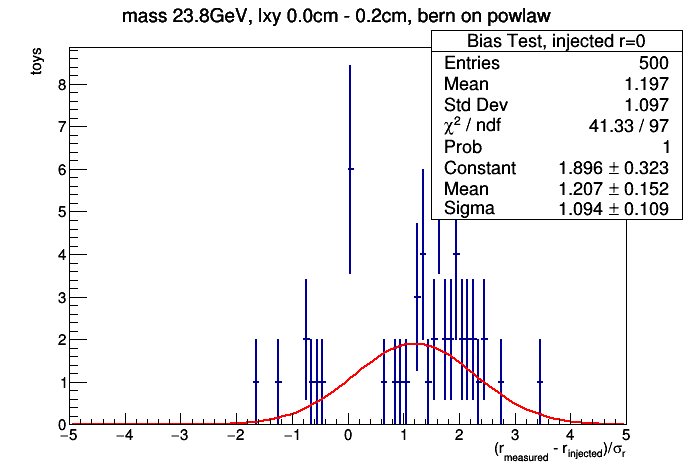 mass 23.8GeV, lxy 0.0cm - 0.2cm, bern on powlaw
Bias Test, injected r=0
Entries 500
Mean 1.197
Std Dev 1.097
χ² / ndf 41.33 / 97
Prob 1
Constant 1.896 ± 0.323
Mean 1.207 ± 0.152
Sigma 1.094 ± 0.109
toys
8
7
6
5
4
3
2
1
0
−5 −4 −3 −2 −1 0 1 2 3 4 5
(r_measured - r_injected)/σ_r